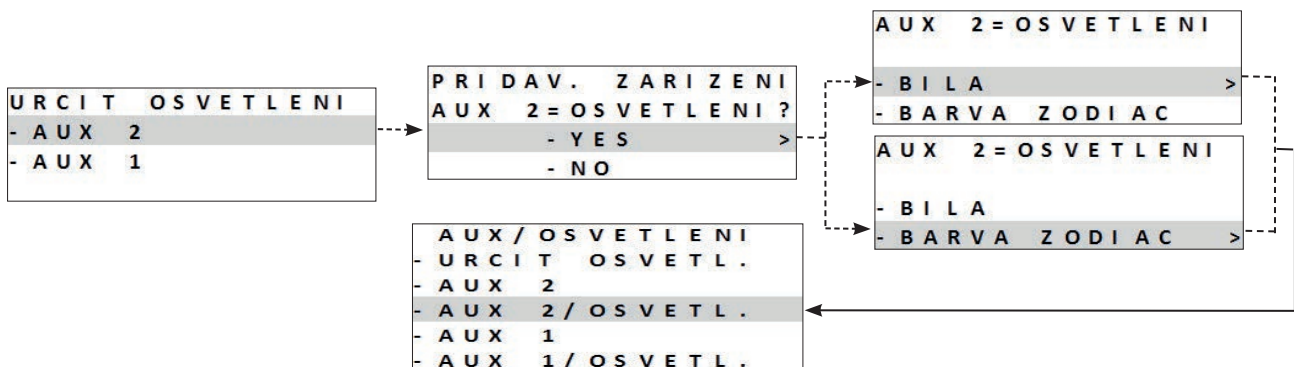 URCIT OSVETLENI
- AUX 2
- AUX 1
PRIDAV. ZARIZENI
AUX 2=OSVETLENI?
- YES >
- NO
AUX 2=OSVETLENI
- BILA >
- BARVA ZODIAC
AUX 2=OSVETLENI
- BILA
- BARVA ZODIAC >
AUX/OSVETLENI
- URCIT OSVETL.
- AUX 2
- AUX 2/OSVETL.
- AUX 1
- AUX 1/OSVETL.